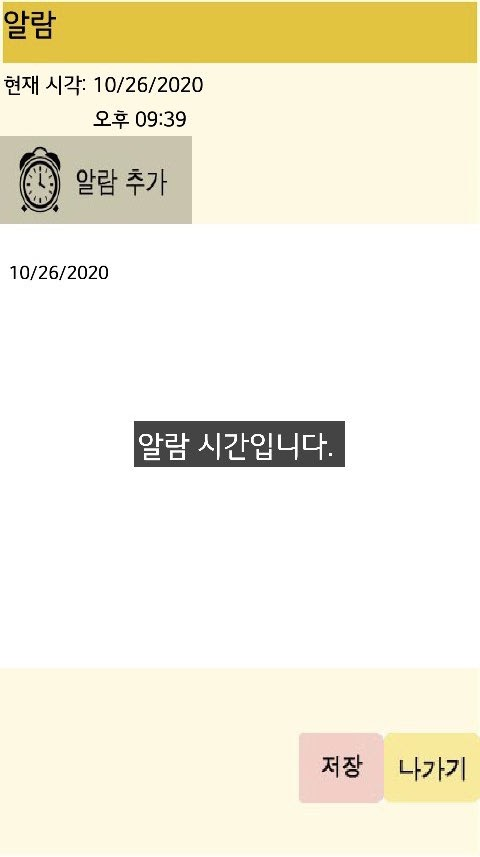 알람
현재 시각: 10/26/2020
오후 09:39
알람 추가
10/26/2020
알람 시간입니다.
저장
나가기